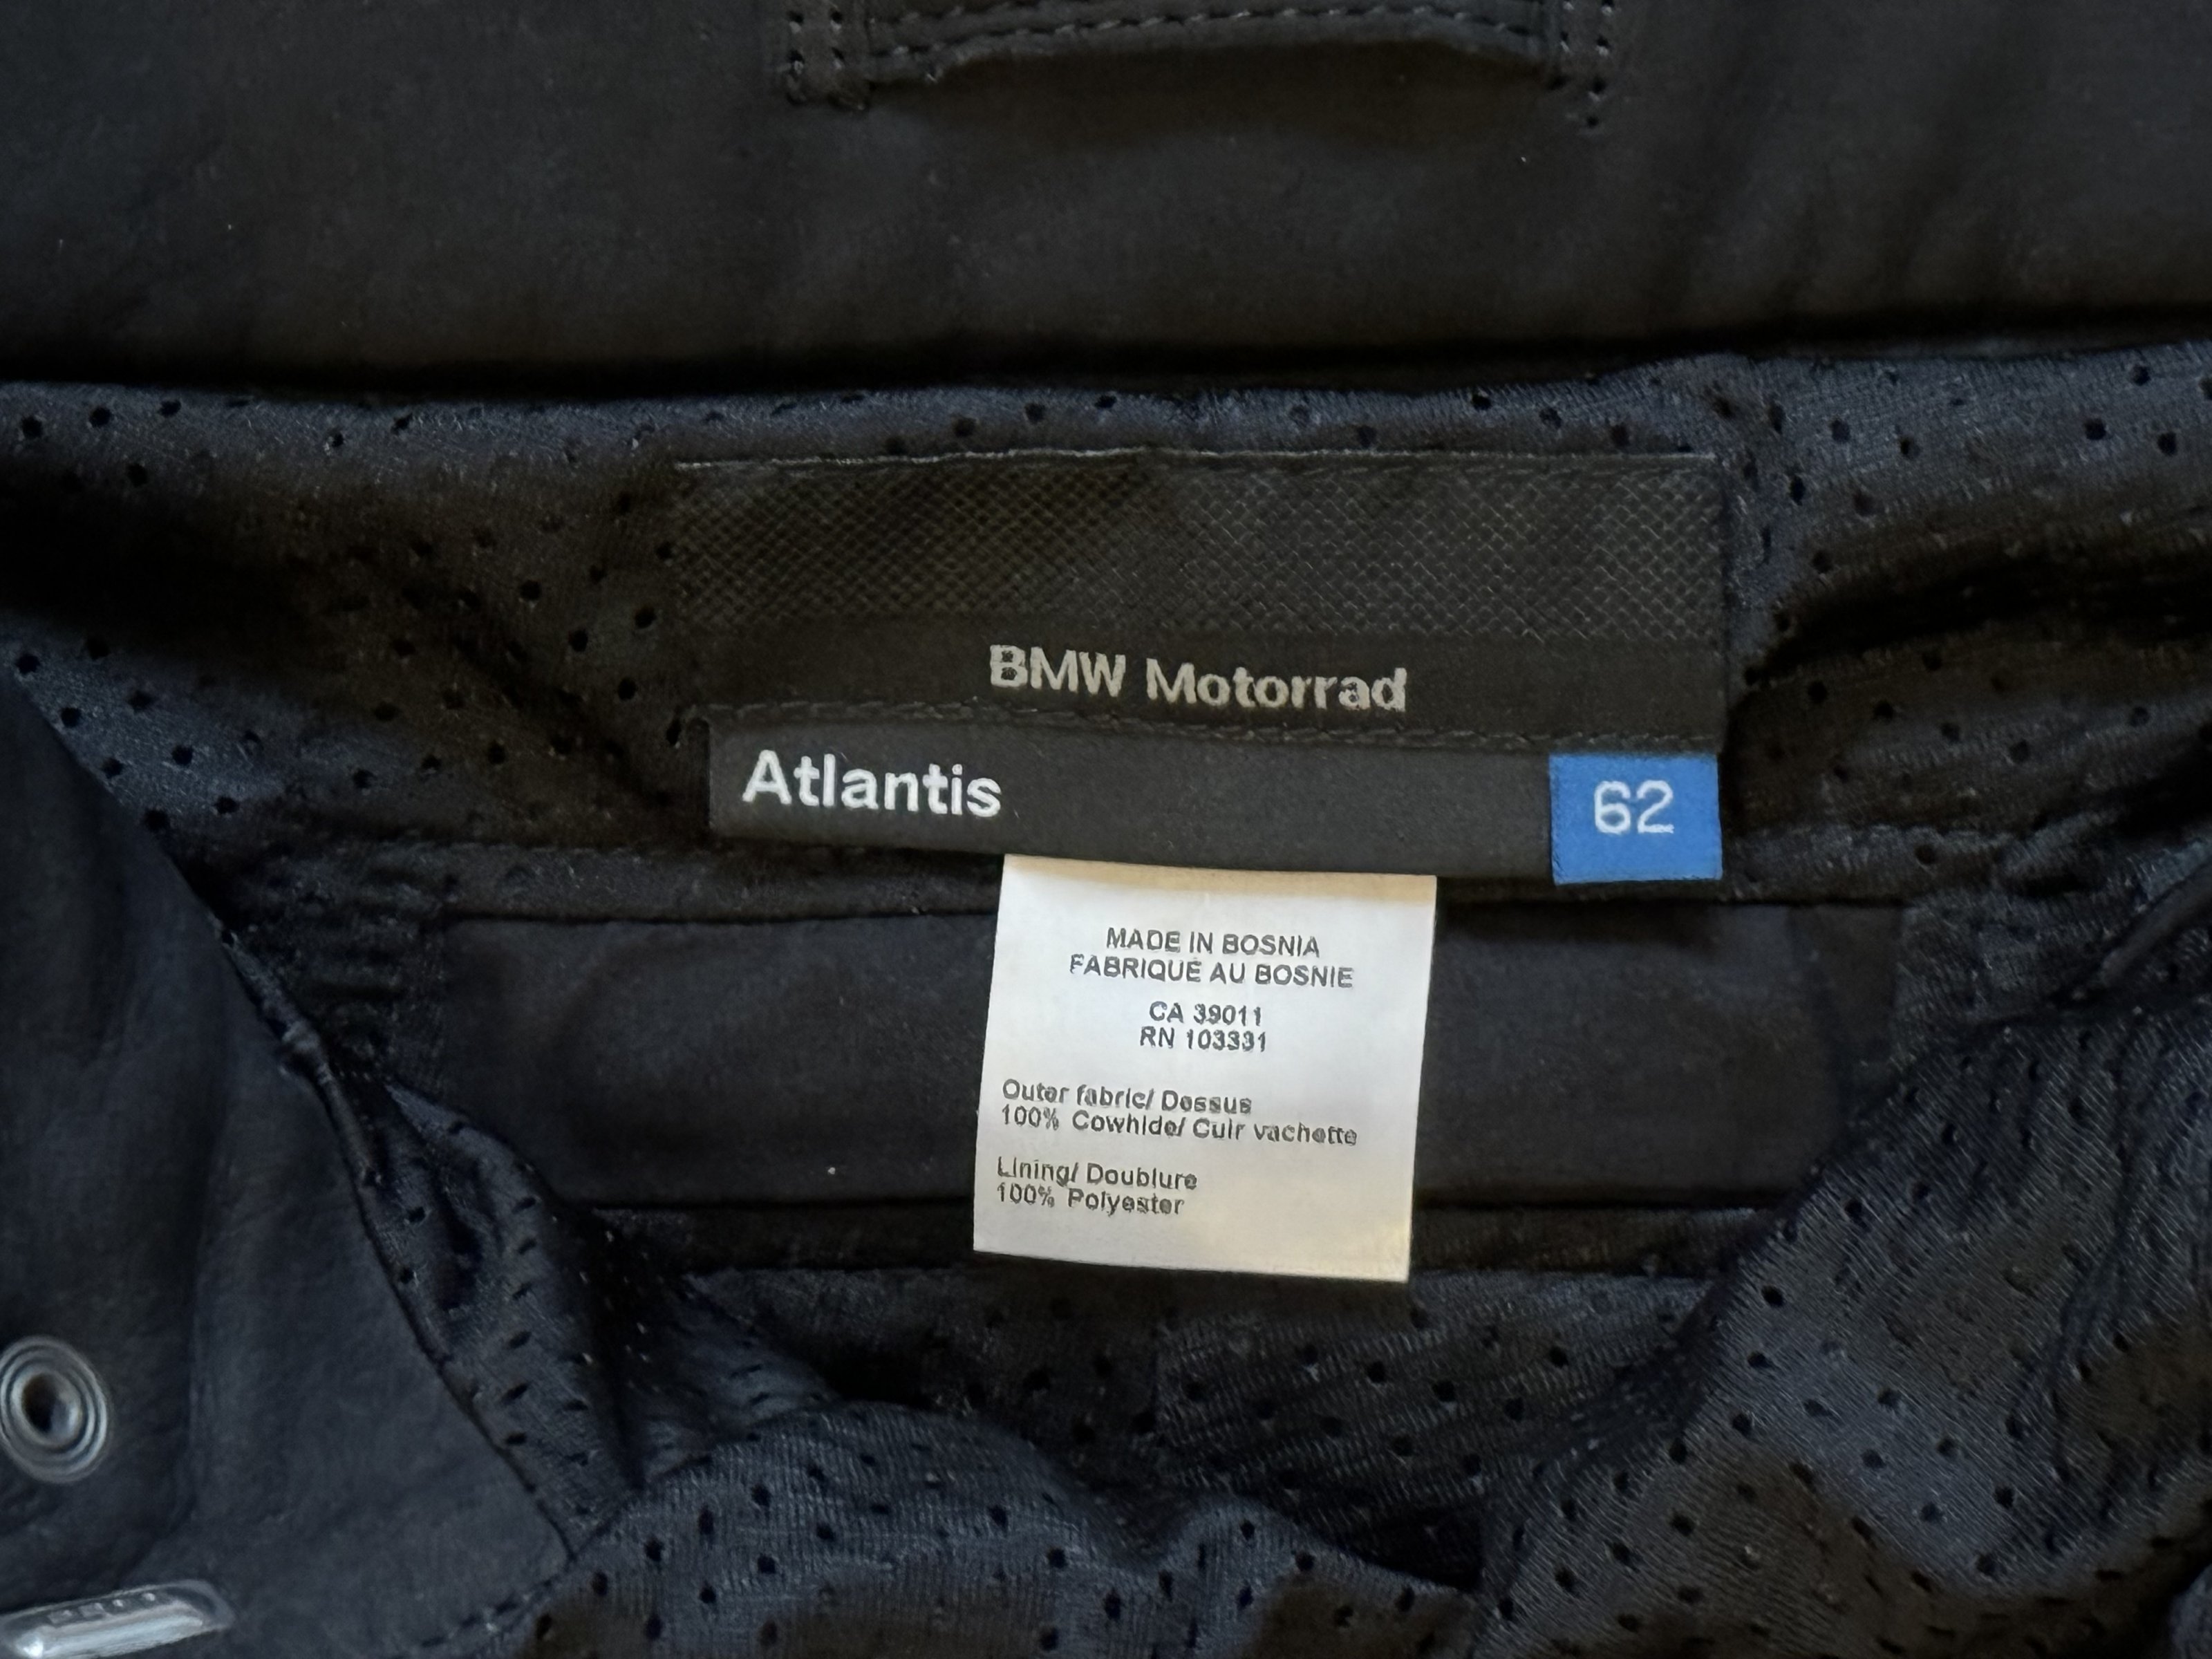 BMW Motorrad
Atlantis
62
MADE IN BOSNIA
FABRIQUÉ AU BOSNIE
CA 39011
RN 103331
Outer fabric/ Dessus
100% Cowhide/ Cuir vachette
Lining/ Doublure
100% Polyester